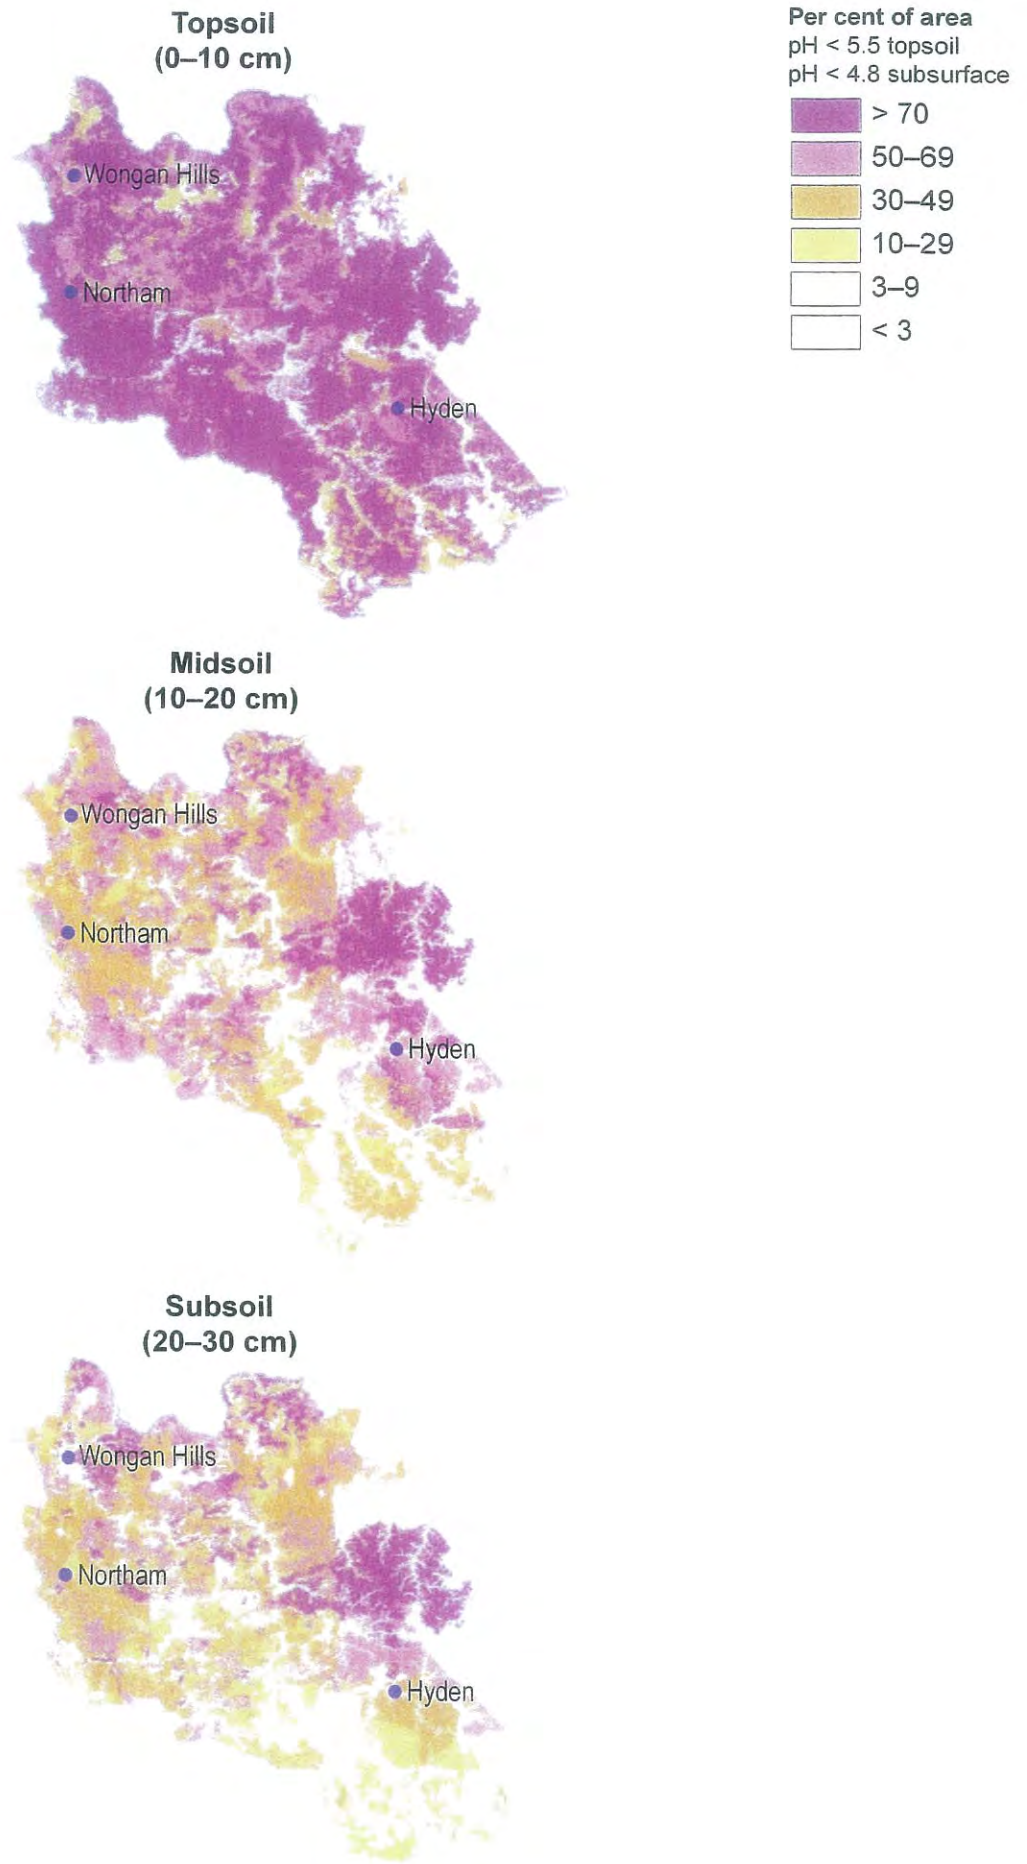 Topsoil
(0–10 cm)
Per cent of area
pH < 5.5 topsoil
pH < 4.8 subsurface
> 70
50–69
30–49
10–29
3–9
< 3
Wongan Hills
Northam
Hyden
Midsoil
(10–20 cm)
Wongan Hills
Northam
Hyden
Subsoil
(20–30 cm)
Wongan Hills
Northam
Hyden